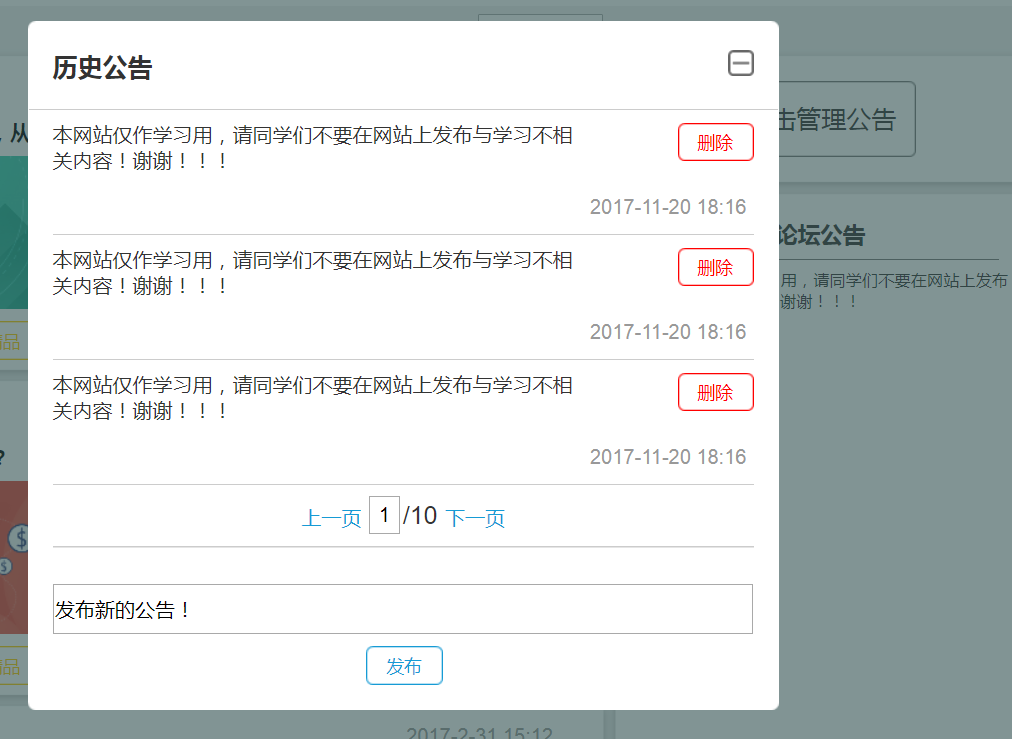 历史公告
，从
击管理公告
本网站仅作学习用，请同学们不要在网站上发布与学习不相
关内容！谢谢！！！
删除
2017-11-20 18:16
论坛公告
用，请同学们不要在网站上发布
谢谢！！！
本网站仅作学习用，请同学们不要在网站上发布与学习不相
关内容！谢谢！！！
删除
2017-11-20 18:16
品
本网站仅作学习用，请同学们不要在网站上发布与学习不相
关内容！谢谢！！！
删除
2017-11-20 18:16
?
上一页 1 /10 下一页
$
$
发布新的公告！
发布
品
2017-2-31 15:12